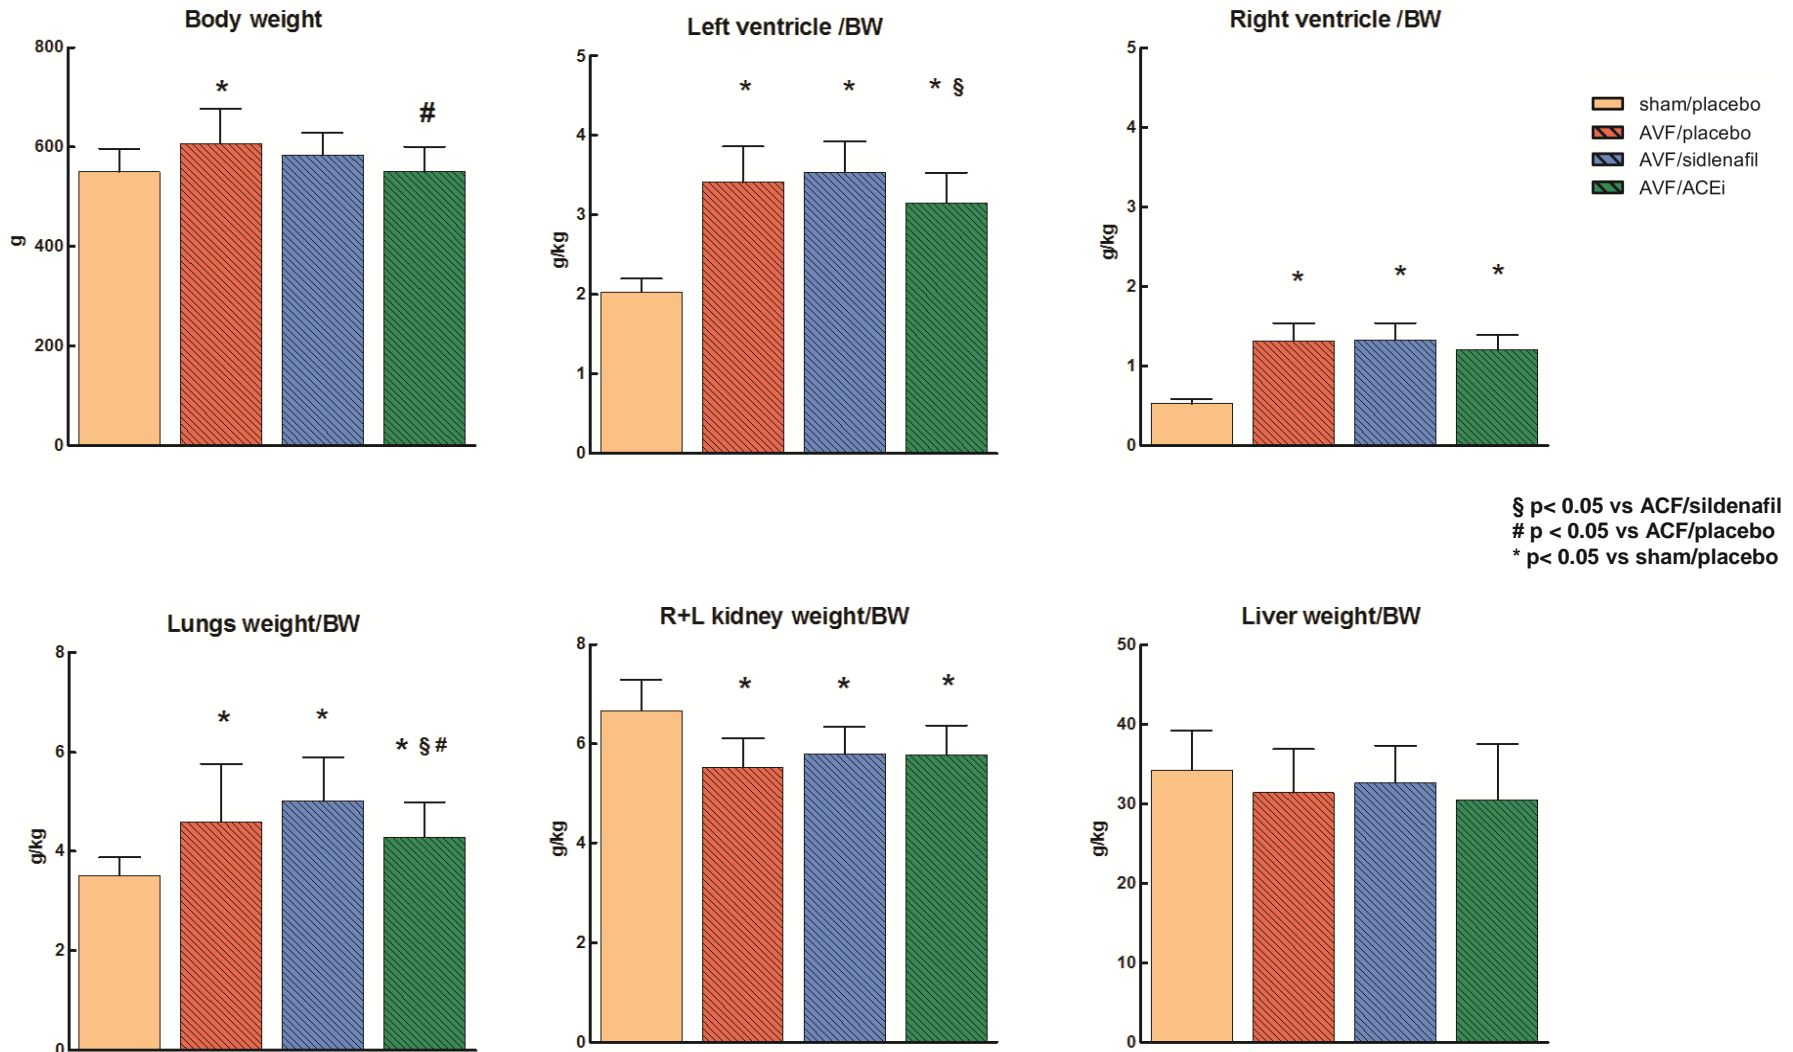 Body weight
Left ventricle /BW
Right ventricle /BW
800
600
400
200
0
g
*
#
5
4
3
2
1
0
g/kg
*
*
* §
5
4
3
2
1
0
g/kg
*
*
*
sham/placebo
AVF/placebo
AVF/sidlenafil
AVF/ACEi
§ p< 0.05 vs ACF/sildenafil
# p < 0.05 vs ACF/placebo
* p< 0.05 vs sham/placebo
Lungs weight/BW
R+L kidney weight/BW
Liver weight/BW
8
6
4
2
0
g/kg
*
*
* § #
8
6
4
2
0
g/kg
*
*
*
50
40
30
20
10
0
g/kg